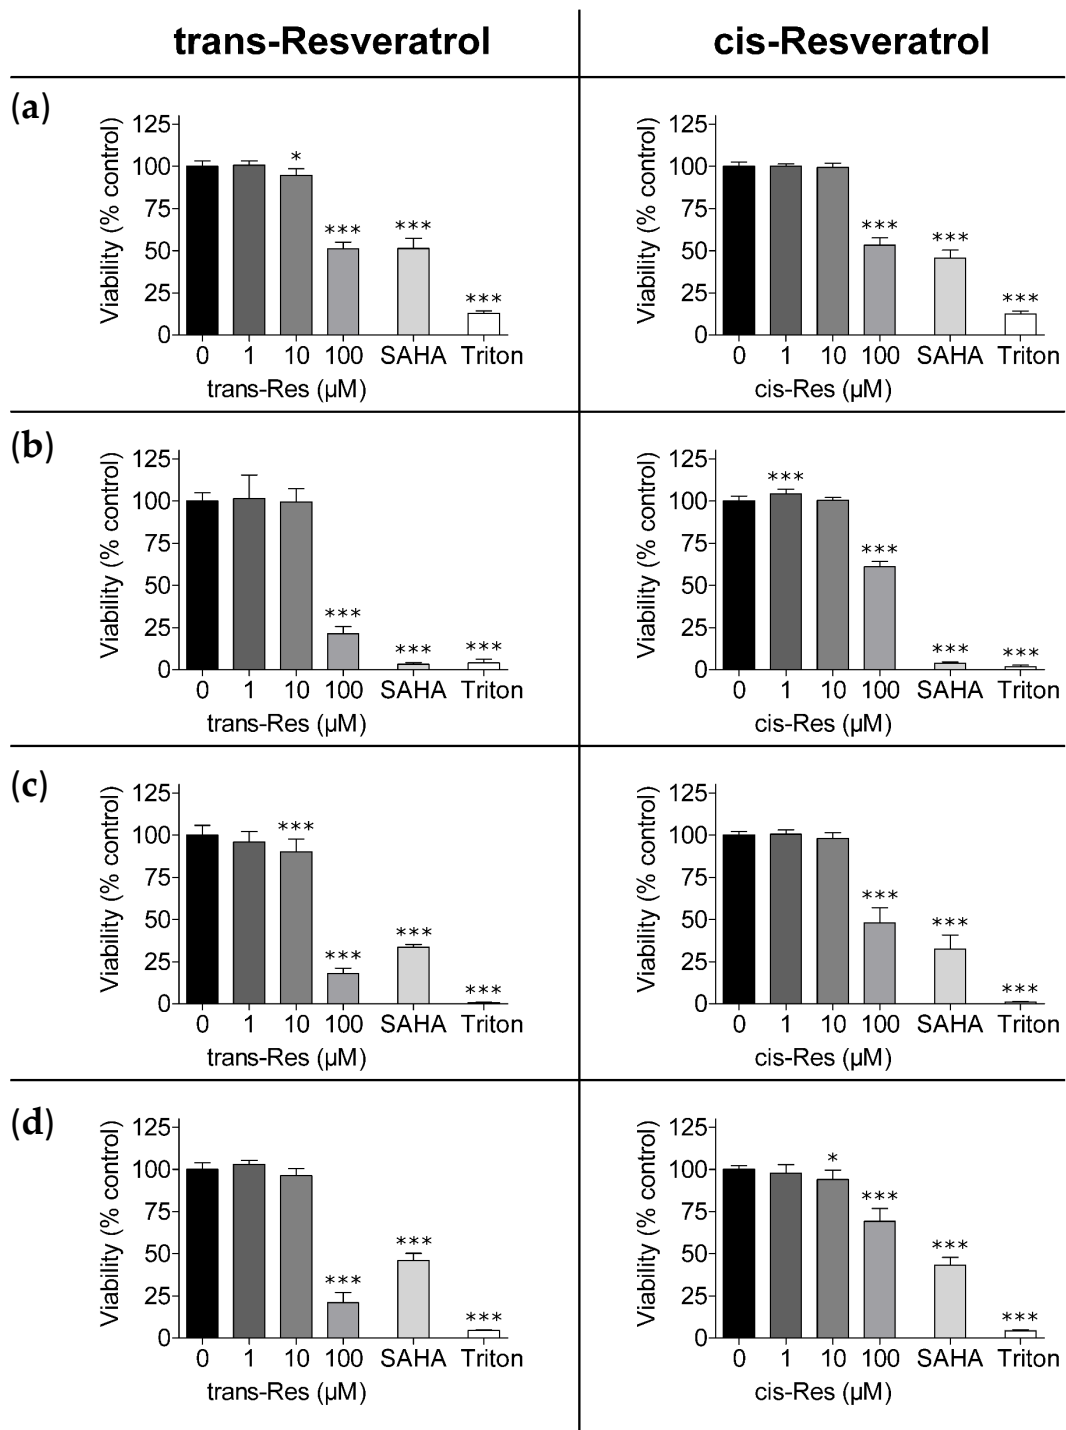 trans-Resveratrol
cis-Resveratrol
(a)
Viability (% control)
125
100
75
50
25
0
*
***
***
***
0 1 10 100 SAHA Triton
trans-Res (µM)
Viability (% control)
125
100
75
50
25
0
***
***
***
0 1 10 100 SAHA Triton
cis-Res (µM)
(b)
Viability (% control)
125
100
75
50
25
0
***
***
***
0 1 10 100 SAHA Triton
trans-Res (µM)
Viability (% control)
125
100
75
50
25
0
***
***
***
***
0 1 10 100 SAHA Triton
cis-Res (µM)
(c)
Viability (% control)
125
100
75
50
25
0
***
***
***
***
0 1 10 100 SAHA Triton
trans-Res (µM)
Viability (% control)
125
100
75
50
25
0
***
***
***
0 1 10 100 SAHA Triton
cis-Res (µM)
(d)
Viability (% control)
125
100
75
50
25
0
***
***
***
0 1 10 100 SAHA Triton
trans-Res (µM)
Viability (% control)
125
100
75
50
25
0
*
***
***
***
0 1 10 100 SAHA Triton
cis-Res (µM)